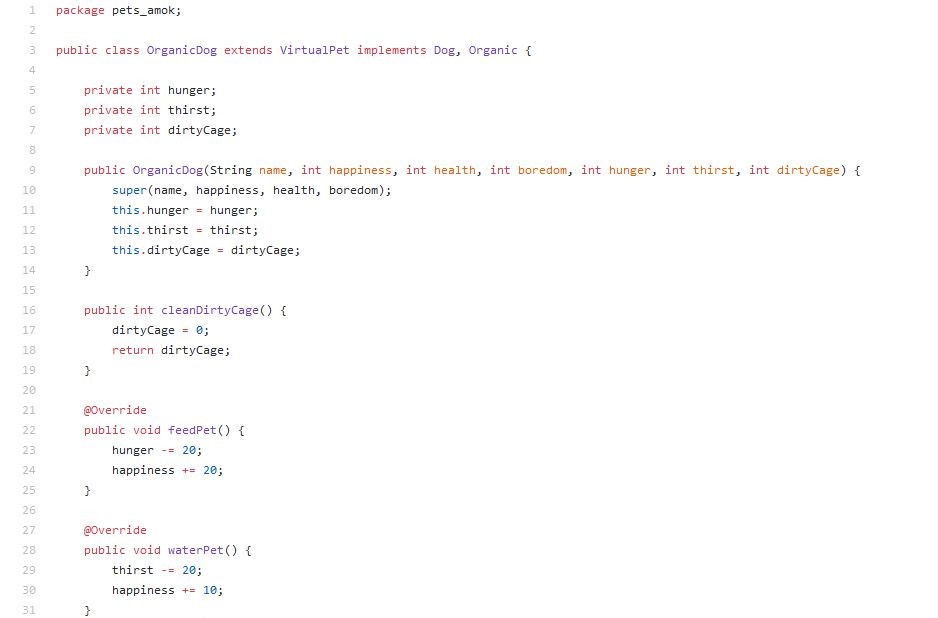 1 package pets_amok;
2
3 public class OrganicDog extends VirtualPet implements Dog, Organic {
4
5     private int hunger;
6     private int thirst;
7     private int dirtyCage;
8
9     public OrganicDog(String name, int happiness, int health, int boredom, int hunger, int thirst, int dirtyCage) {
10         super(name, happiness, health, boredom);
11         this.hunger = hunger;
12         this.thirst = thirst;
13         this.dirtyCage = dirtyCage;
14     }
15
16     public int cleanDirtyCage() {
17         dirtyCage = 0;
18         return dirtyCage;
19     }
20
21     @Override
22     public void feedPet() {
23         hunger -= 20;
24         happiness += 20;
25     }
26
27     @Override
28     public void waterPet() {
29         thirst -= 20;
30         happiness += 10;
31     }